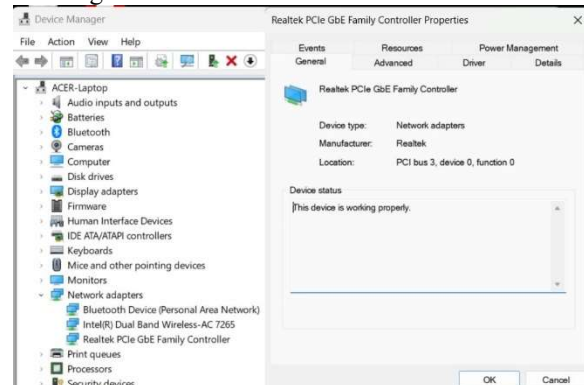 Device Manager
File Action View Help
ACER-Laptop
Audio inputs and outputs
Batteries
Bluetooth
Cameras
Computer
Disk drives
Display adapters
Firmware
Human Interface Devices
IDE ATA/ATAPI controllers
Keyboards
Mice and other pointing devices
Monitors
Network adapters
Bluetooth Device (Personal Area Network)
Intel(R) Dual Band Wireless-AC 7265
Realtek PCIe GbE Family Controller
Print queues
Processors
Security devices
Realtek PCIe GbE Family Controller Properties
Events Resources Power Management
General Advanced Driver Details
Realtek PCIe GbE Family Controller
Device type: Network adapters
Manufacturer: Realtek
Location: PCI bus 3, device 0, function 0
Device status
This device is working properly.
OK Cancel